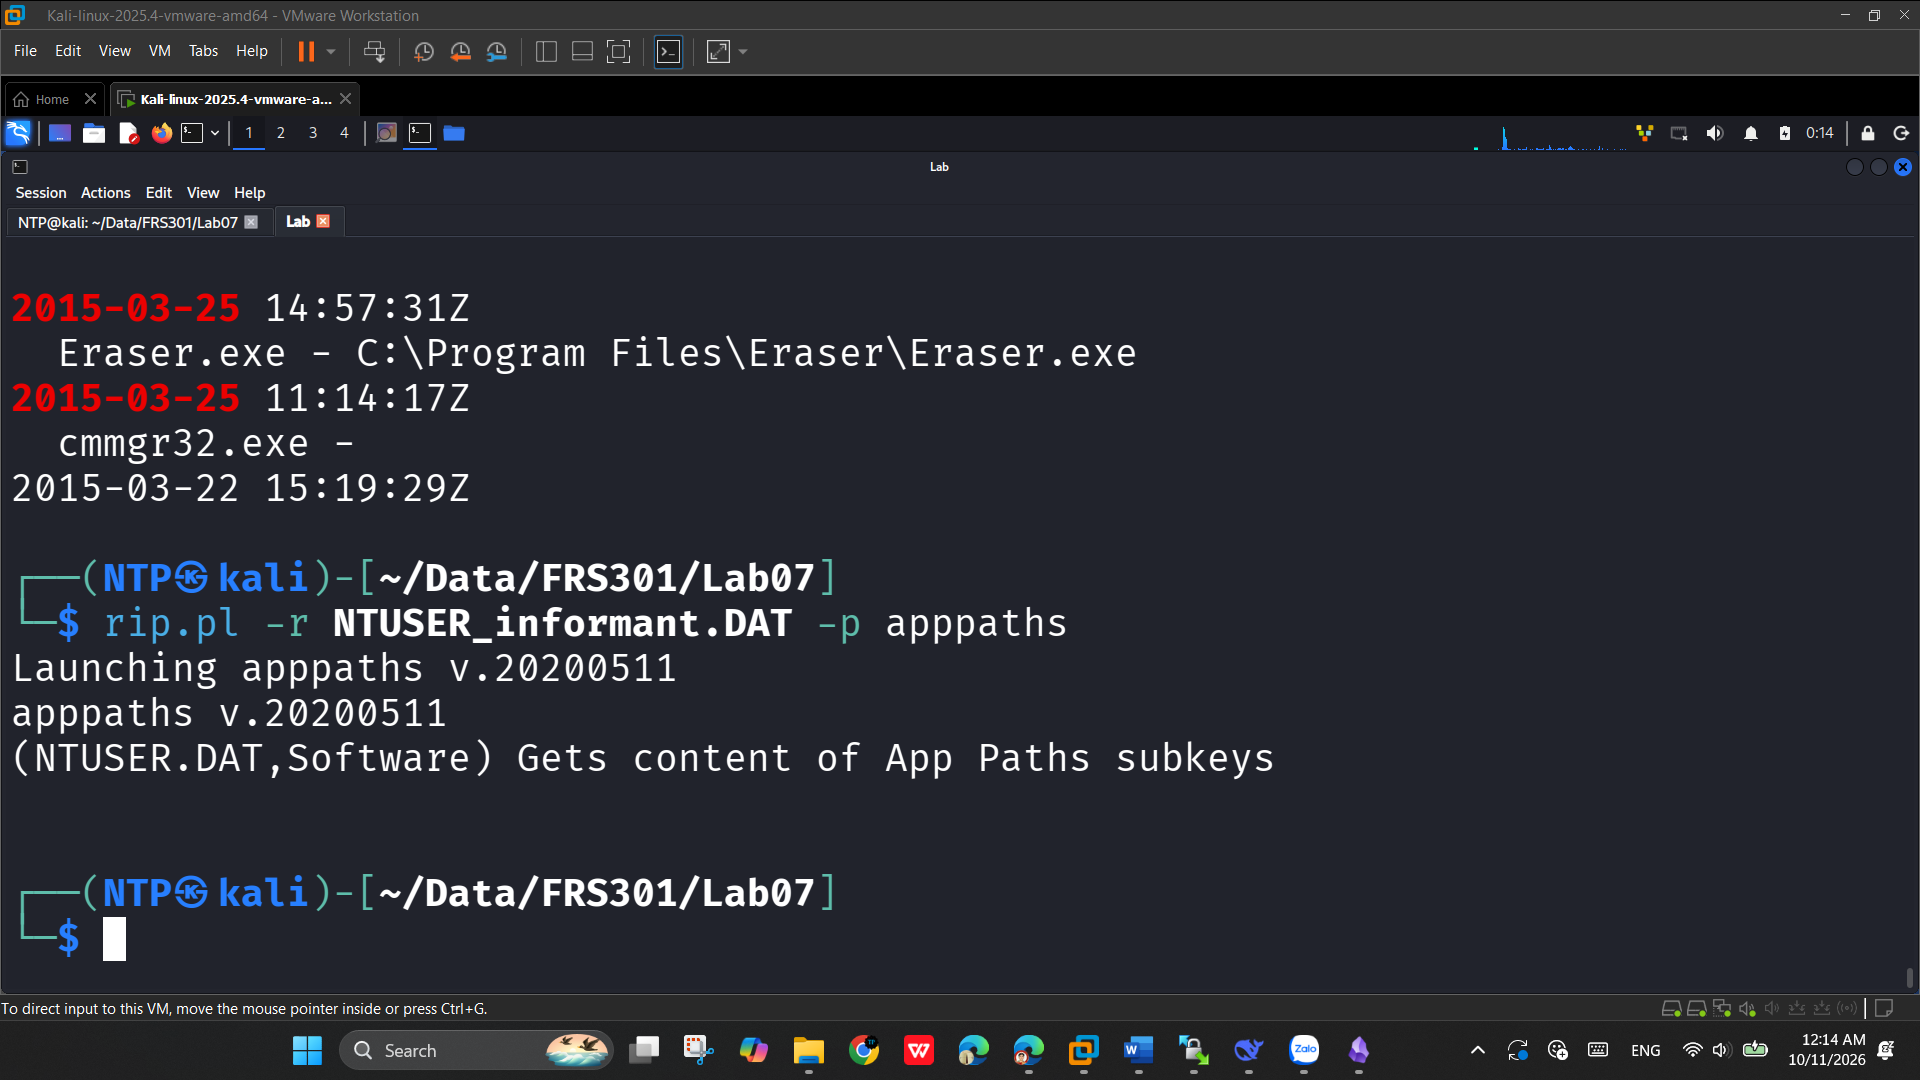 Kali-linux-2025.4-vmware-amd64 - VMware Workstation
File Edit View VM Tabs Help
Home Kali-linux-2025.4-vmware-a...
1 2 3 4 0:14
Lab
Session Actions Edit View Help
NTP@kali: ~/Data/FRS301/Lab07 Lab
2015-03-25 14:57:31Z
Eraser.exe - C:\Program Files\Eraser\Eraser.exe
2015-03-25 11:14:17Z
cmmgr32.exe -
2015-03-22 15:19:29Z
┌──(NTP㉿kali)-[~/Data/FRS301/Lab07]
└─$ rip.pl -r NTUSER_informant.DAT -p apppaths
Launching apppaths v.20200511
apppaths v.20200511
(NTUSER.DAT,Software) Gets content of App Paths subkeys
┌──(NTP㉿kali)-[~/Data/FRS301/Lab07]
└─$
To direct input to this VM, move the mouse pointer inside or press Ctrl+G.
Search
Zalo
ENG
12:14 AM
10/11/2026